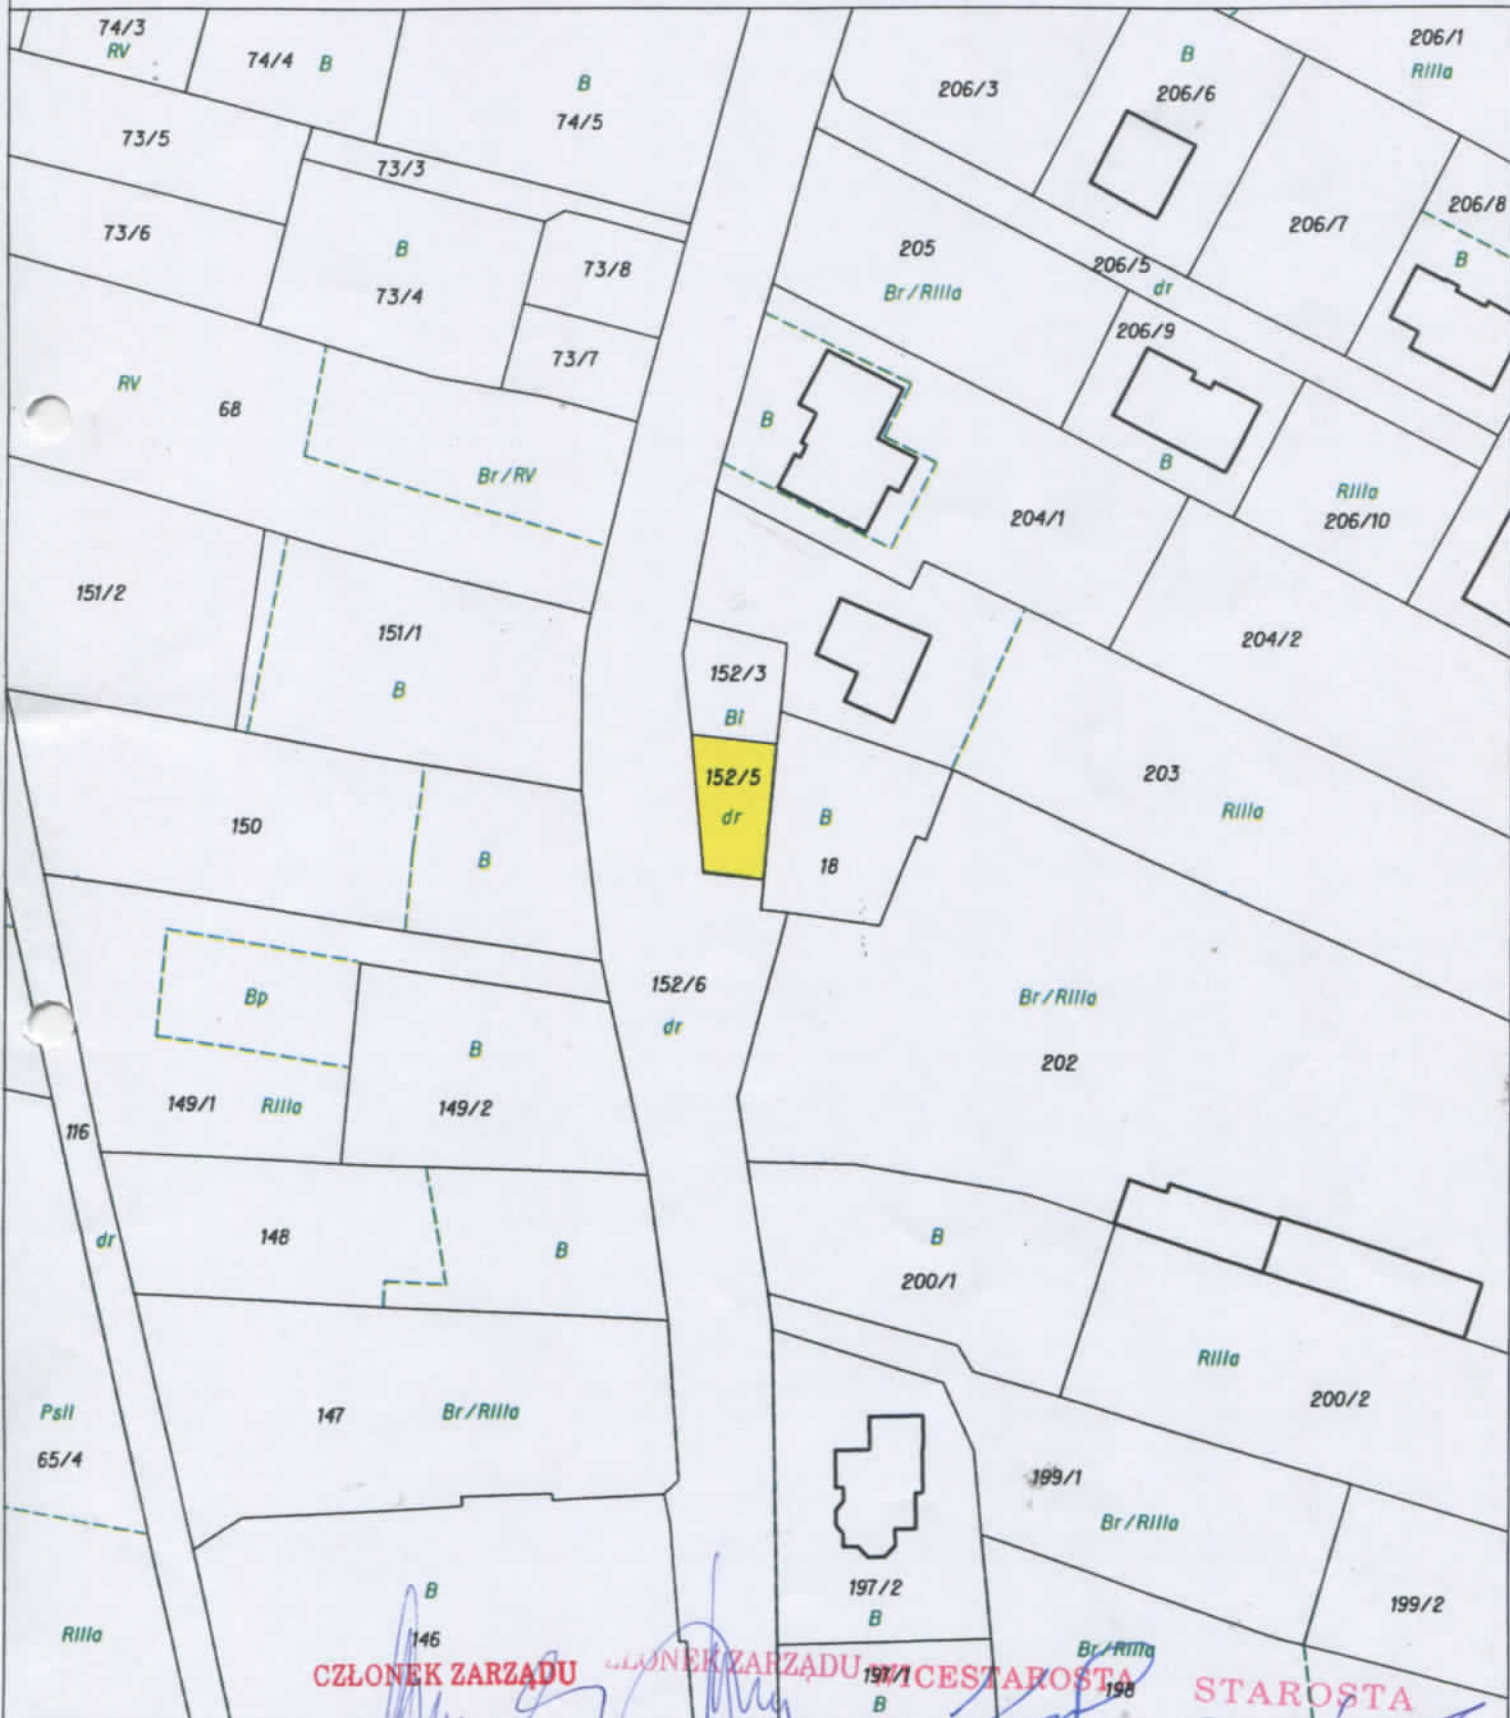 74/3
RV
74/4 B
B
74/5
206/3
B
206/6
206/1
RIIIa
73/5
73/3
206/8
B
73/6
B
73/4
73/8
205
Br/RIIIa
206/5
dr
206/7
73/7
206/9
B
RV
68
Br/RV
B
204/1
RIIIa
206/10
151/2
151/1
B
152/3
Bi
204/2
152/5
dr
B
18
203
RIIIa
150
B
Bp
152/6
dr
Br/RIIIa
202
B
149/1 RIIIa
149/2
116
dr
148
B
B
200/1
RIIIa
200/2
PsII
65/4
147
Br/RIIIa
199/1
Br/RIIIa
197/2
B
199/2
RIIIa
B
146
Br/RIIIa
198
197/1
B
CZŁONEK ZARZĄDU
CZŁONEK ZARZĄDU
WICESTAROSTA
STAROSTA